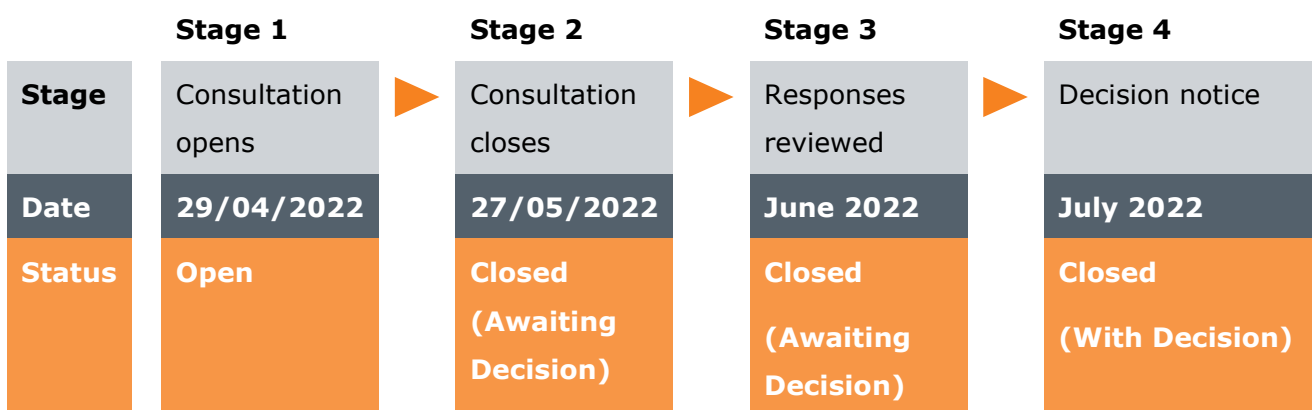 Stage 1 Stage 2 Stage 3 Stage 4
Stage Consultation Consultation Responses Decision notice
opens closes reviewed
Date 29/04/2022 27/05/2022 June 2022 July 2022
Status Open Closed Closed Closed
(Awaiting (Awaiting (With Decision)
Decision) Decision)